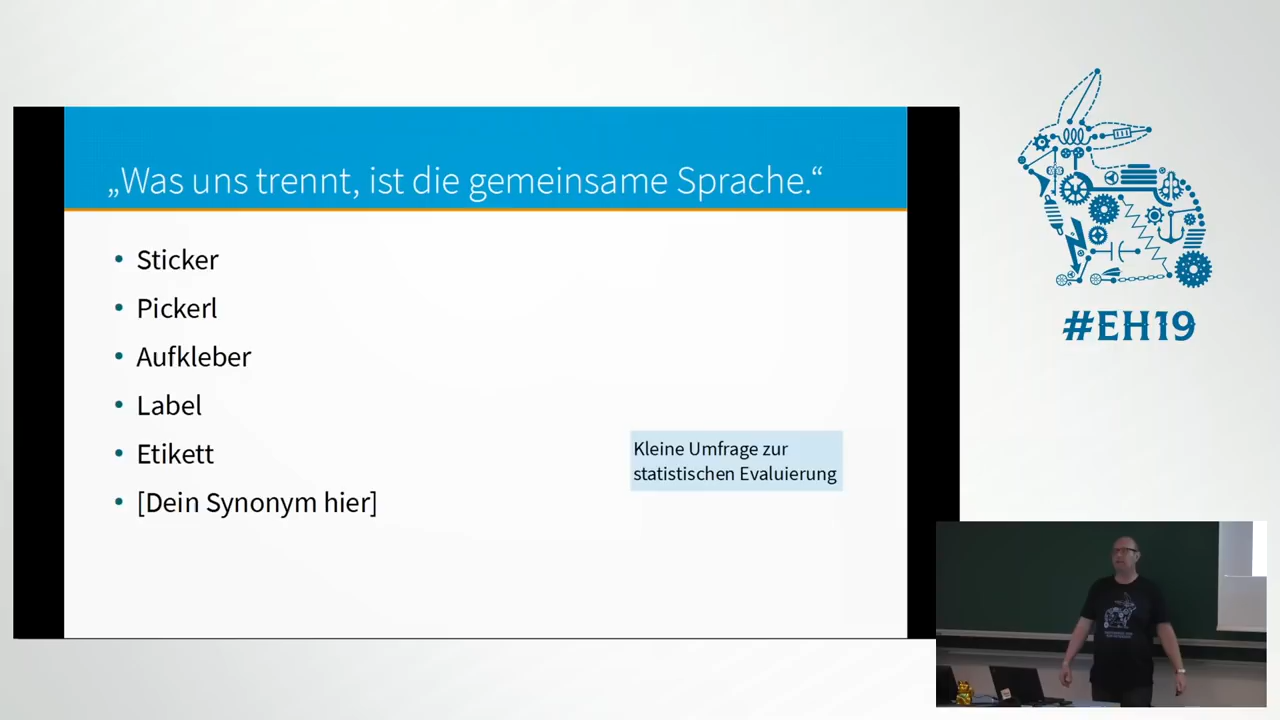 „Was uns trennt, ist die gemeinsame Sprache.“
• Sticker
• Pickerl
• Aufkleber
• Label
• Etikett
• [Dein Synonym hier]
Kleine Umfrage zur
statistischen Evaluierung
#EH19